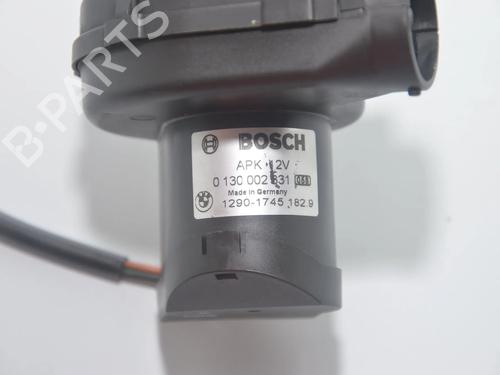 B-PARTS
BOSCH
APK 12V
0 130 002 831
Made in Germany
1290-1745 182.9